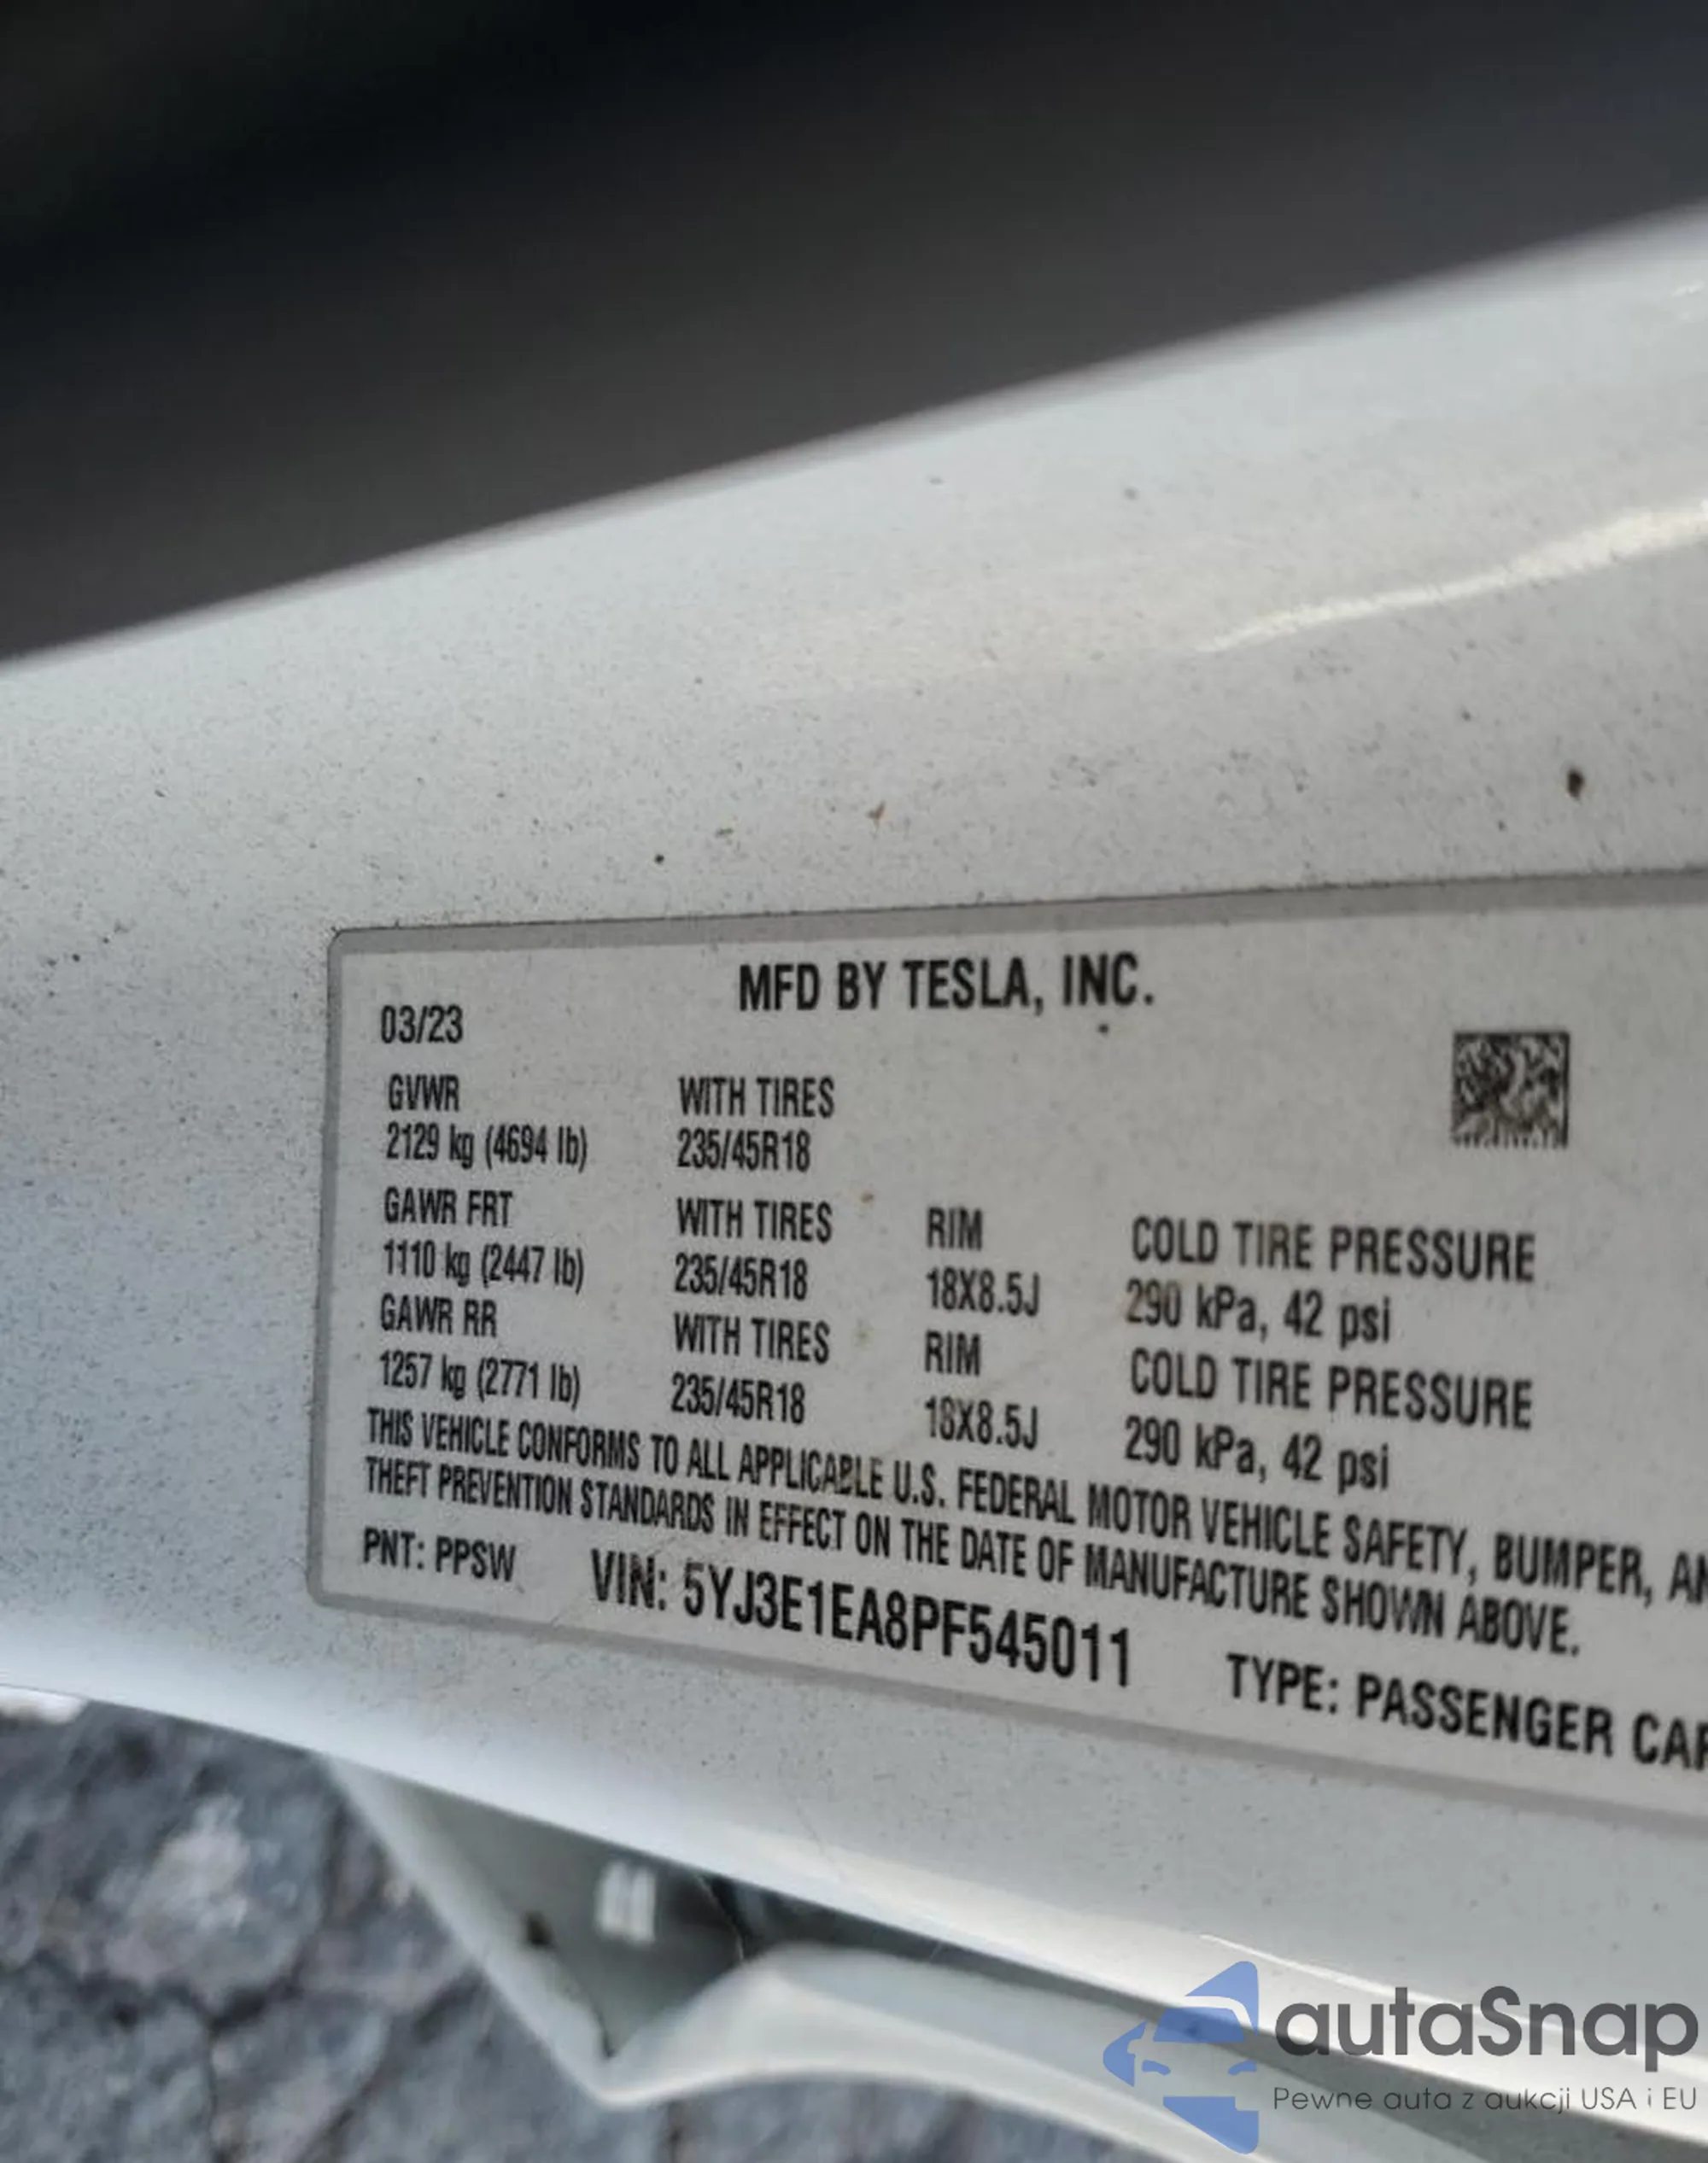 MFD BY TESLA, INC.
03/23
GVWR WITH TIRES
2129 kg (4694 lb) 235/45R18
GAWR FRT WITH TIRES RIM COLD TIRE PRESSURE
1110 kg (2447 lb) 235/45R18 18X8.5J 290 kPa, 42 psi
GAWR RR WITH TIRES RIM COLD TIRE PRESSURE
1257 kg (2771 lb) 235/45R18 18X8.5J 290 kPa, 42 psi
THIS VEHICLE CONFORMS TO ALL APPLICABLE U.S. FEDERAL MOTOR VEHICLE SAFETY, BUMPER, AN
THEFT PREVENTION STANDARDS IN EFFECT ON THE DATE OF MANUFACTURE SHOWN ABOVE.
PNT: PPSW VIN: 5YJ3E1EA8PF545011 TYPE: PASSENGER CAR
autaSnap
Pewne auta z aukcji USA i EU